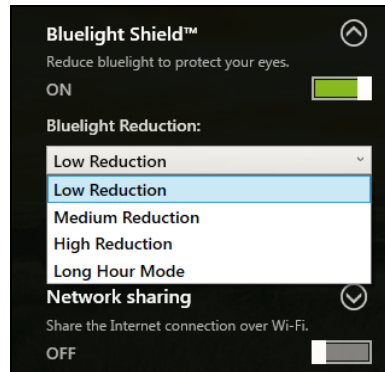 Bluelight Shield™
Reduce bluelight to protect your eyes.
ON
Bluelight Reduction:
Low Reduction
Low Reduction
Medium Reduction
High Reduction
Long Hour Mode
Network sharing
Share the Internet connection over Wi-Fi.
OFF